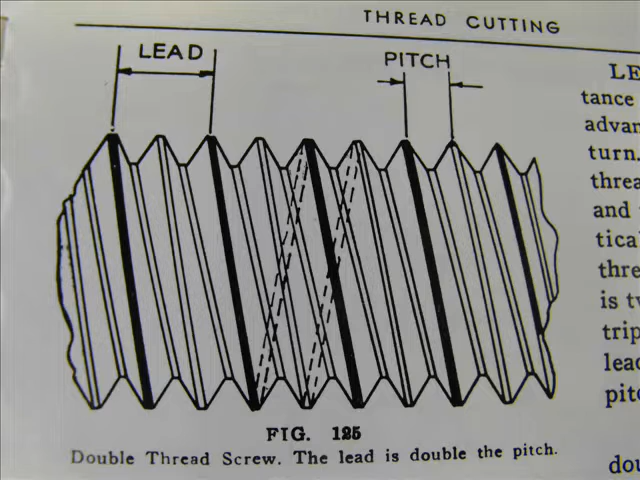 THREAD CUTTING
LEAD
PITCH
FIG. 125
Double Thread Screw. The lead is double the pitch.
LE
tance
advan
turn.
threa
and
tica
thre
is tw
trip
lead
pitc
dou